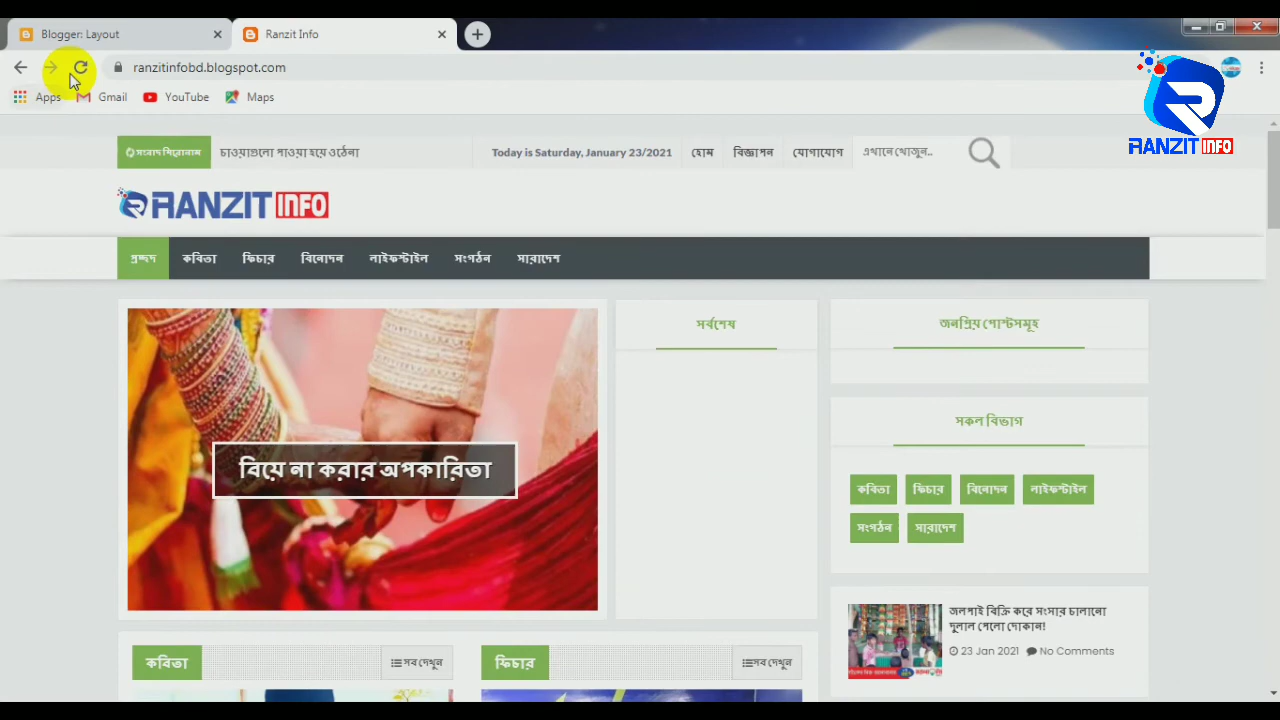 Blogger: Layout
Ranzit Info
ranzitinfobd.blogspot.com
Apps Gmail YouTube Maps
RANZIT INFO
সংবাদ শিরোনাম চাওয়াগুলো পাওয়া হয়ে ওঠেনা Today is Saturday, January 23/2021 হোম বিজ্ঞাপন যোগাযোগ এখানে খোজুন..
RANZIT INFO
প্রচ্ছদ কবিতা ফিচার বিনোদন লাইফস্টাইল সংগঠন সারাদেশ
সর্বশেষ
জনপ্রিয় পোস্টসমূহ
সকল বিভাগ
বিয়ে না করার অপকারিতা
কবিতা ফিচার বিনোদন লাইফস্টাইল
সংগঠন সারাদেশ
জলপাই বিক্রি করে সংসার চালানো
দুলাল পেলো দোকান!
23 Jan 2021 No Comments
কবিতা সব দেখুন ফিচার সব দেখুন